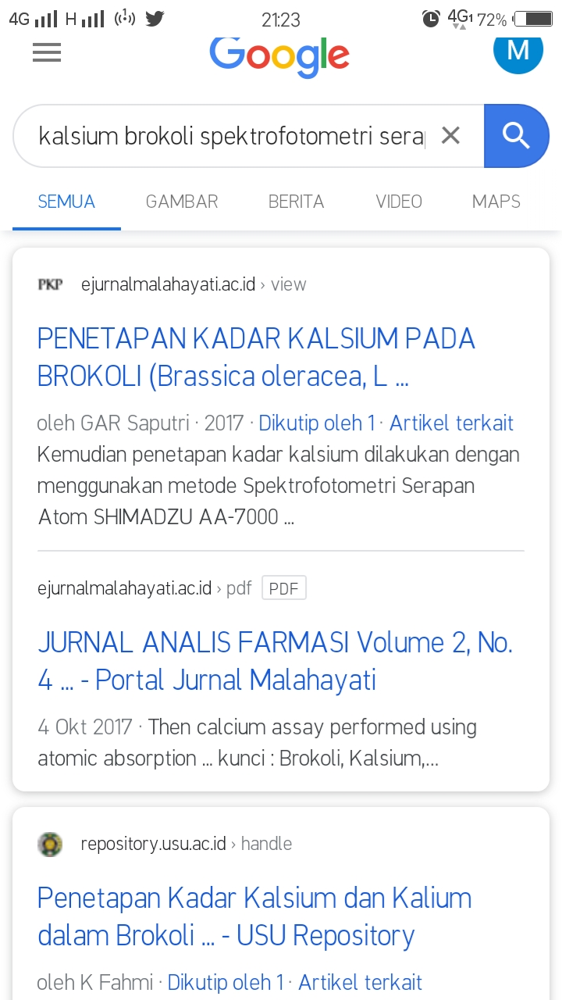 4G H 21:23 4G1 72%
Google M
kalsium brokoli spektrofotometri sera
SEMUA GAMBAR BERITA VIDEO MAPS
PKP ejurnalmalahayati.ac.id › view
PENETAPAN KADAR KALSIUM PADA
BROKOLI (Brassica oleracea, L ...
oleh GAR Saputri · 2017 · Dikutip oleh 1 · Artikel terkait
Kemudian penetapan kadar kalsium dilakukan dengan
menggunakan metode Spektrofotometri Serapan
Atom SHIMADZU AA-7000 ...
ejurnalmalahayati.ac.id › pdf PDF
JURNAL ANALIS FARMASI Volume 2, No.
4 ... - Portal Jurnal Malahayati
4 Okt 2017 · Then calcium assay performed using
atomic absorption ... kunci : Brokoli, Kalsium,...
repository.usu.ac.id › handle
Penetapan Kadar Kalsium dan Kalium
dalam Brokoli ... - USU Repository
oleh K Fahmi · Dikutip oleh 1 · Artikel terkait